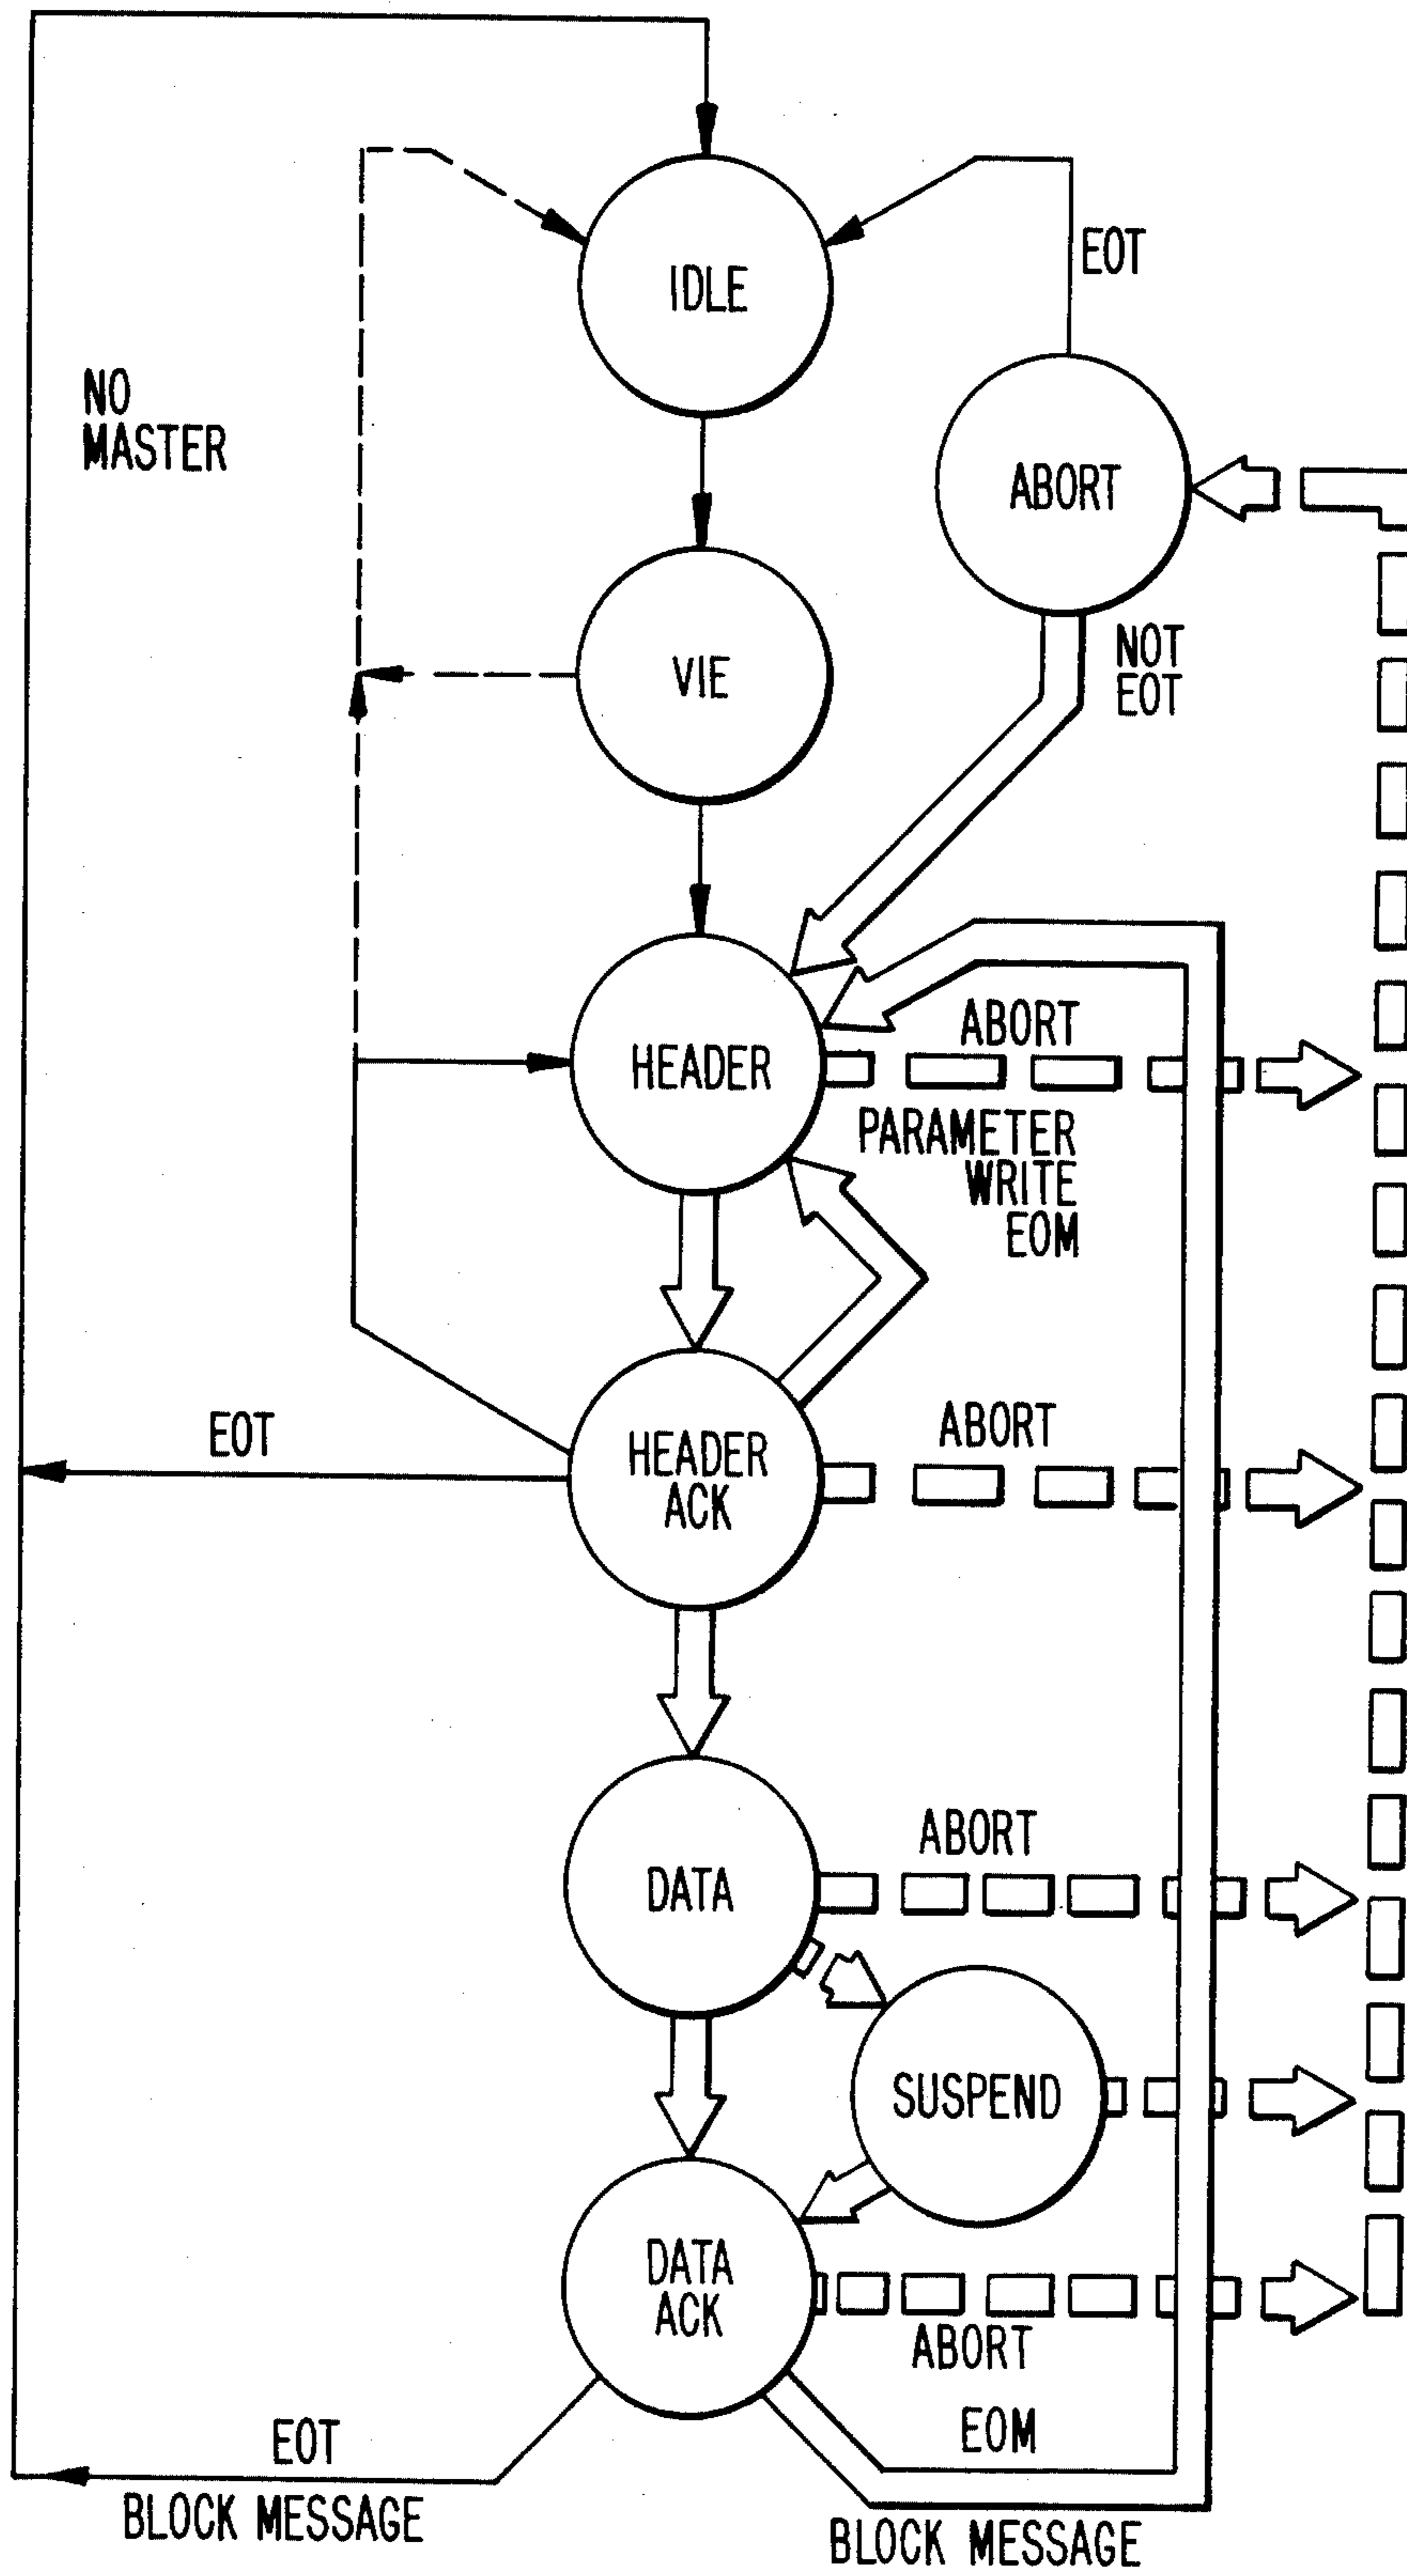 IDLE
EOT
NO
MASTER
ABORT
VIE
NOT
EOT
HEADER
ABORT
PARAMETER
WRITE
EOM
EOT
HEADER
ACK
ABORT
DATA
ABORT
SUSPEND
DATA
ACK
ABORT
EOM
EOT
BLOCK MESSAGE
BLOCK MESSAGE